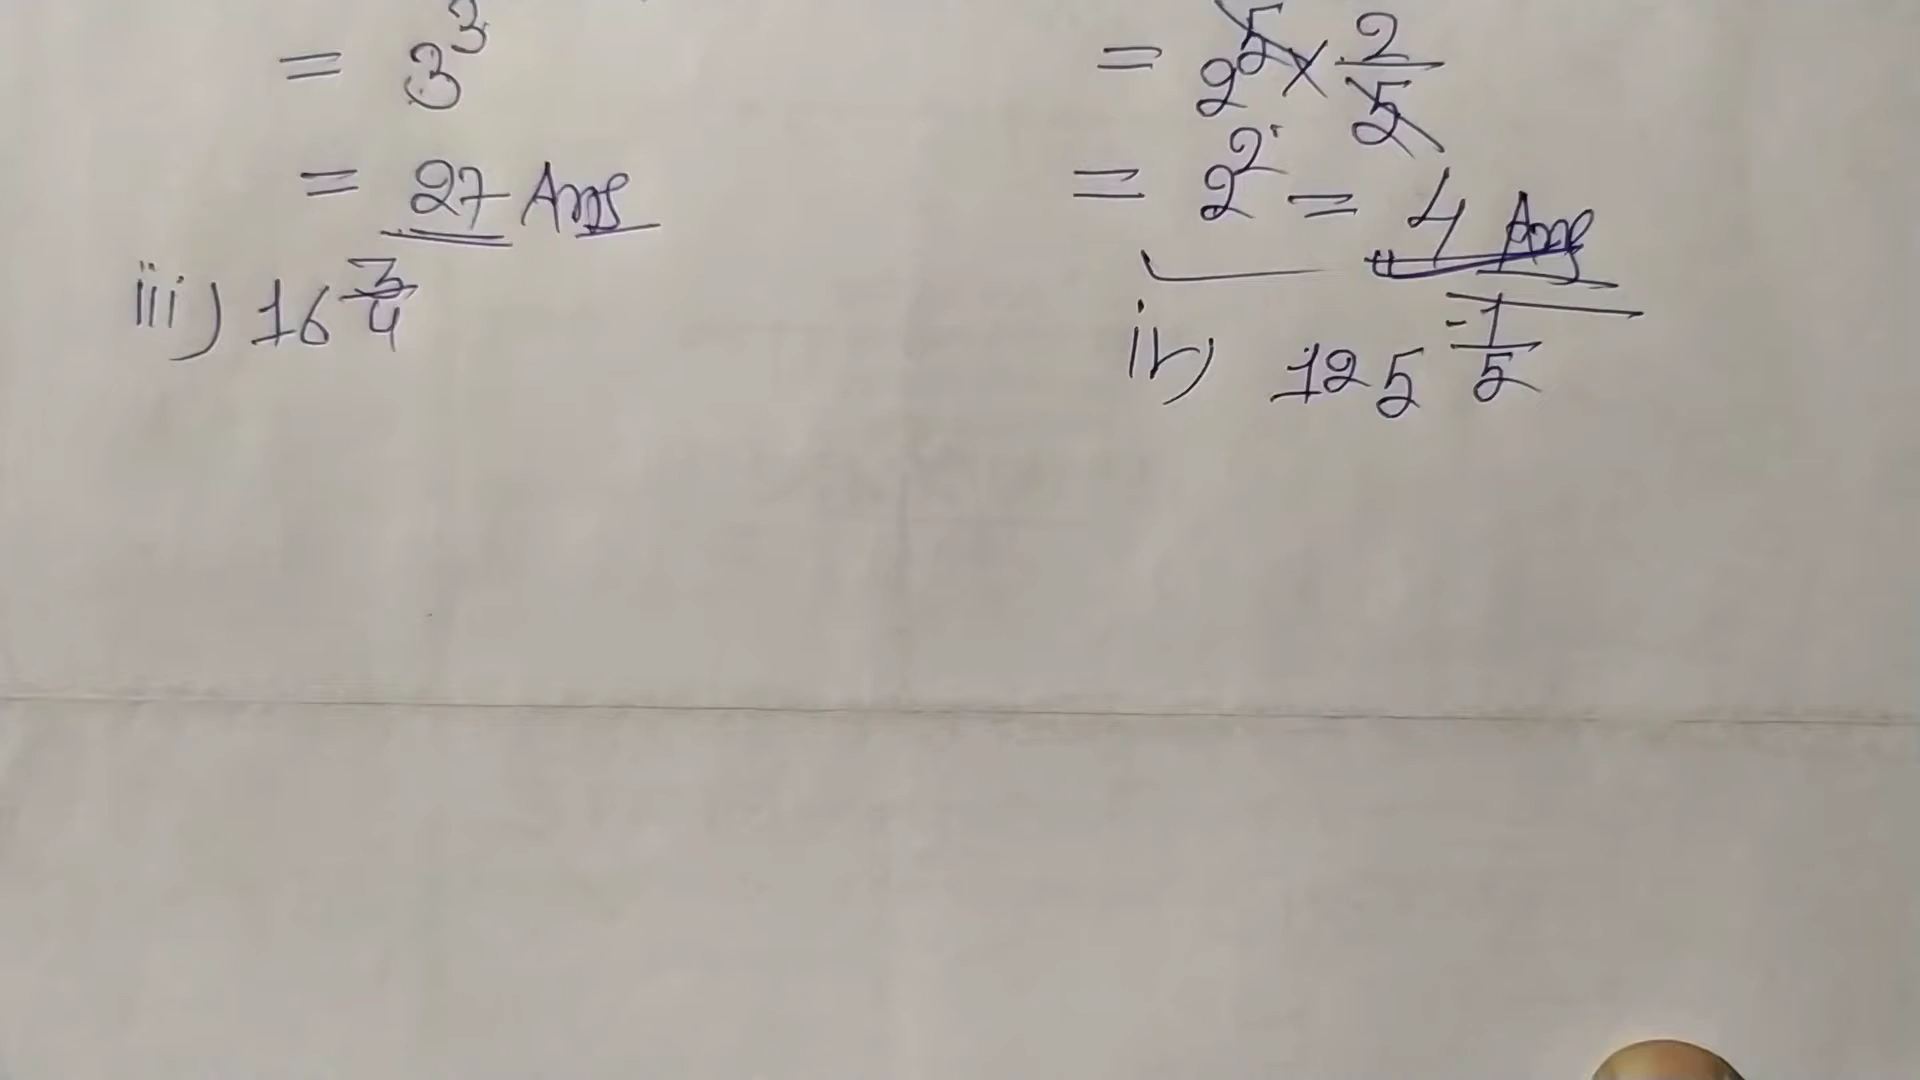 = 3^3
= 27 Ans
iii) 16^(3/4)
= 2^(5 × 2/5)
= 2^2 = 4 Ans
iv) 125^(-1/5)